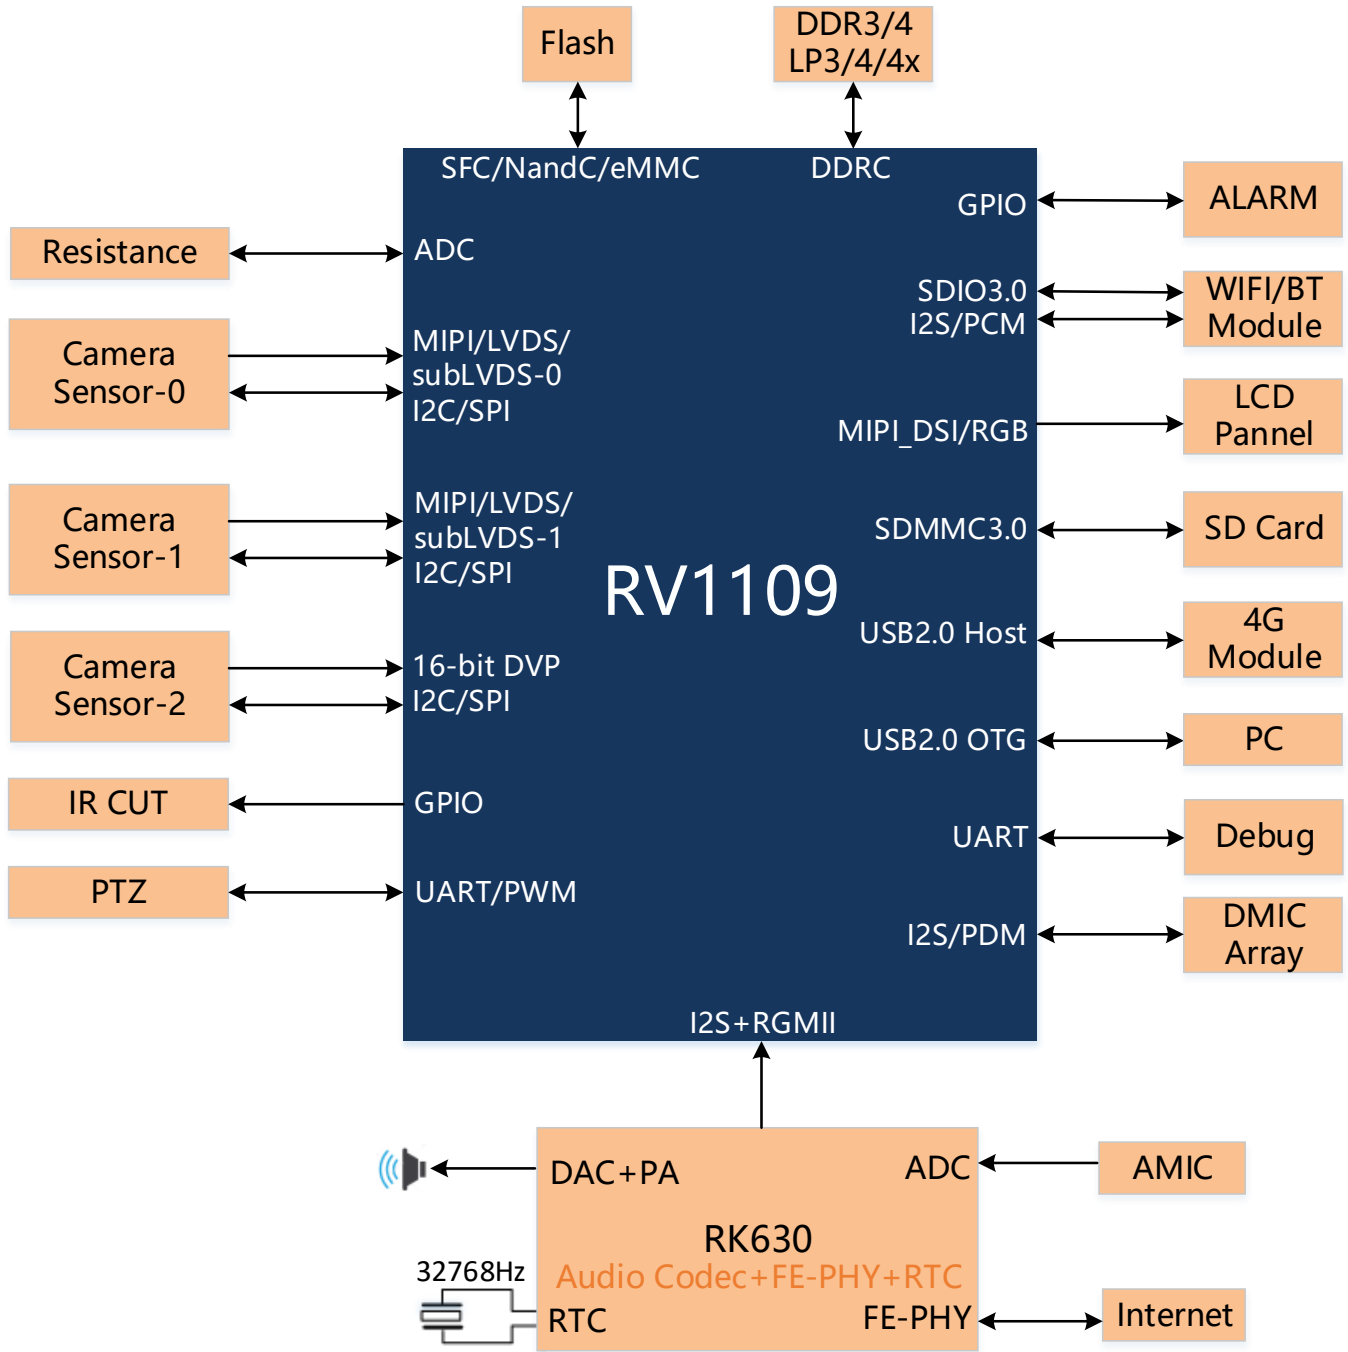 Flash
DDR3/4
LP3/4/4x
SFC/NandC/eMMC
DDRC
GPIO
ALARM
Resistance
ADC
SDIO3.0
I2S/PCM
WIFI/BT
Module
Camera
Sensor-0
MIPI/LVDS/
subLVDS-0
I2C/SPI
MIPI_DSI/RGB
LCD
Pannel
Camera
Sensor-1
MIPI/LVDS/
subLVDS-1
I2C/SPI
SDMMC3.0
SD Card
RV1109
USB2.0 Host
4G
Module
Camera
Sensor-2
16-bit DVP
I2C/SPI
USB2.0 OTG
PC
IR CUT
GPIO
UART
Debug
PTZ
UART/PWM
I2S/PDM
DMIC
Array
I2S+RGMII
DAC+PA
ADC
AMIC
RK630
Audio Codec+FE-PHY+RTC
32768Hz
RTC
FE-PHY
Internet